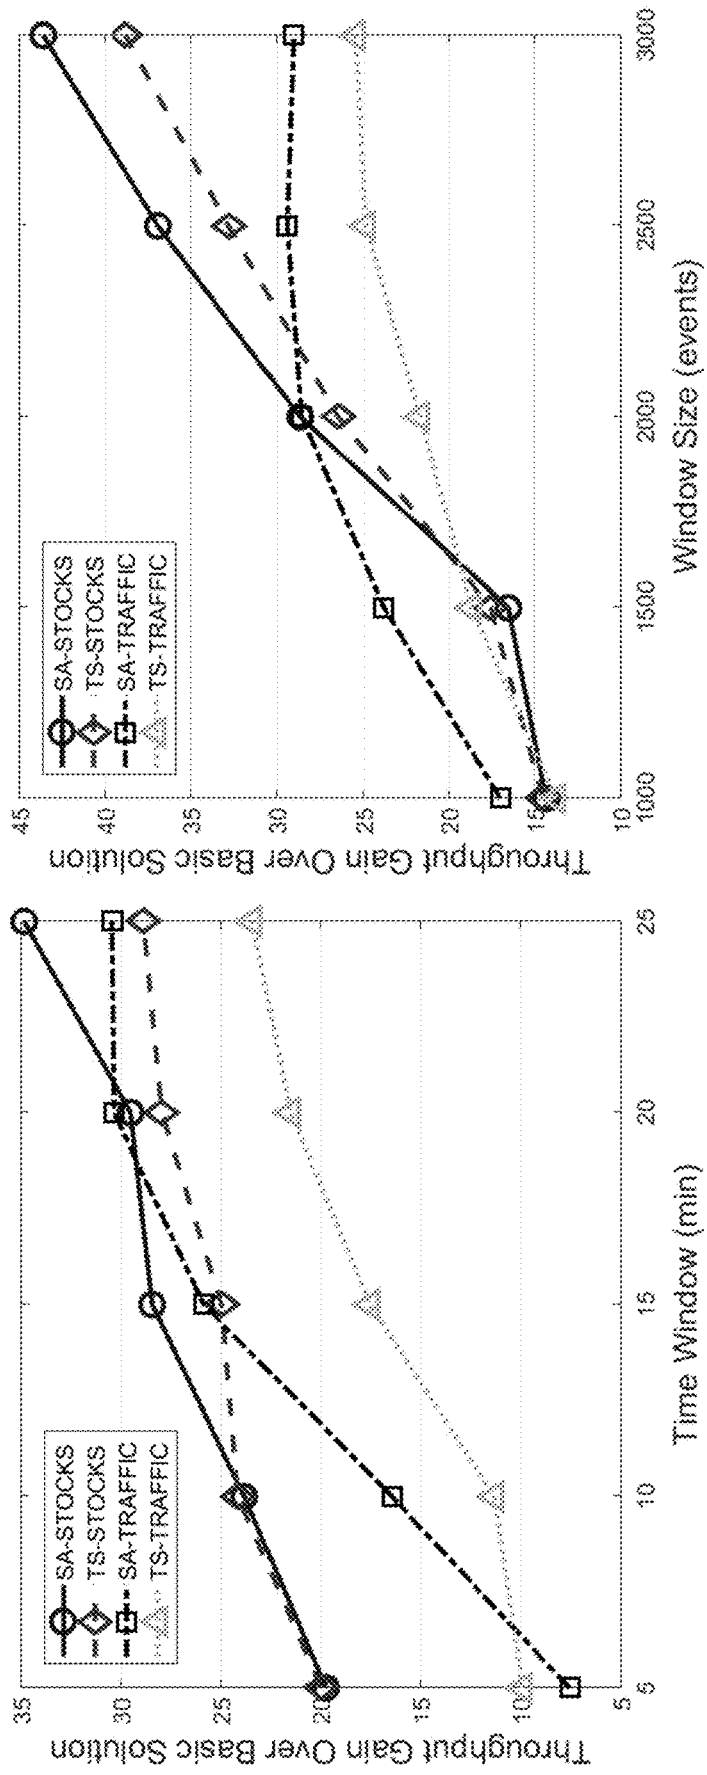 SA-STOCKS
TS-STOCKS
SA-TRAFFIC
TS-TRAFFIC
Throughput Gain Over Basic Solution
35
30
25
20
15
10
5
5
10
15
20
25
Time Window (min)
SA-STOCKS
TS-STOCKS
SA-TRAFFIC
TS-TRAFFIC
Throughput Gain Over Basic Solution
45
40
35
30
25
20
15
10
1000
1500
2000
2500
3000
Window Size (events)